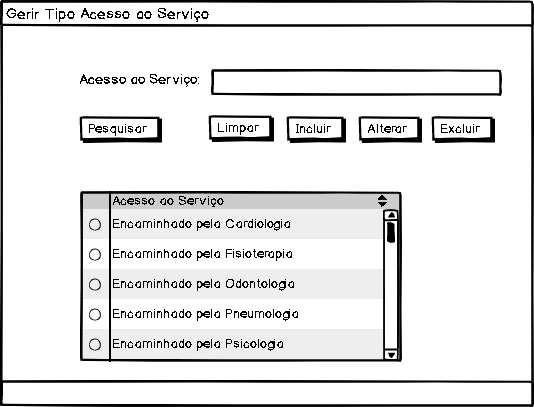 Gerir Tipo Acesso ao Serviço
Acesso ao Serviço:
Pesquisar Limpar Incluir Alterar Excluir
Acesso ao Serviço
Encaminhado pela Cardiologia
Encaminhado pela Fisioterapia
Encaminhado pela Odontologia
Encaminhado pela Pneumologia
Encaminhado pela Psicologia